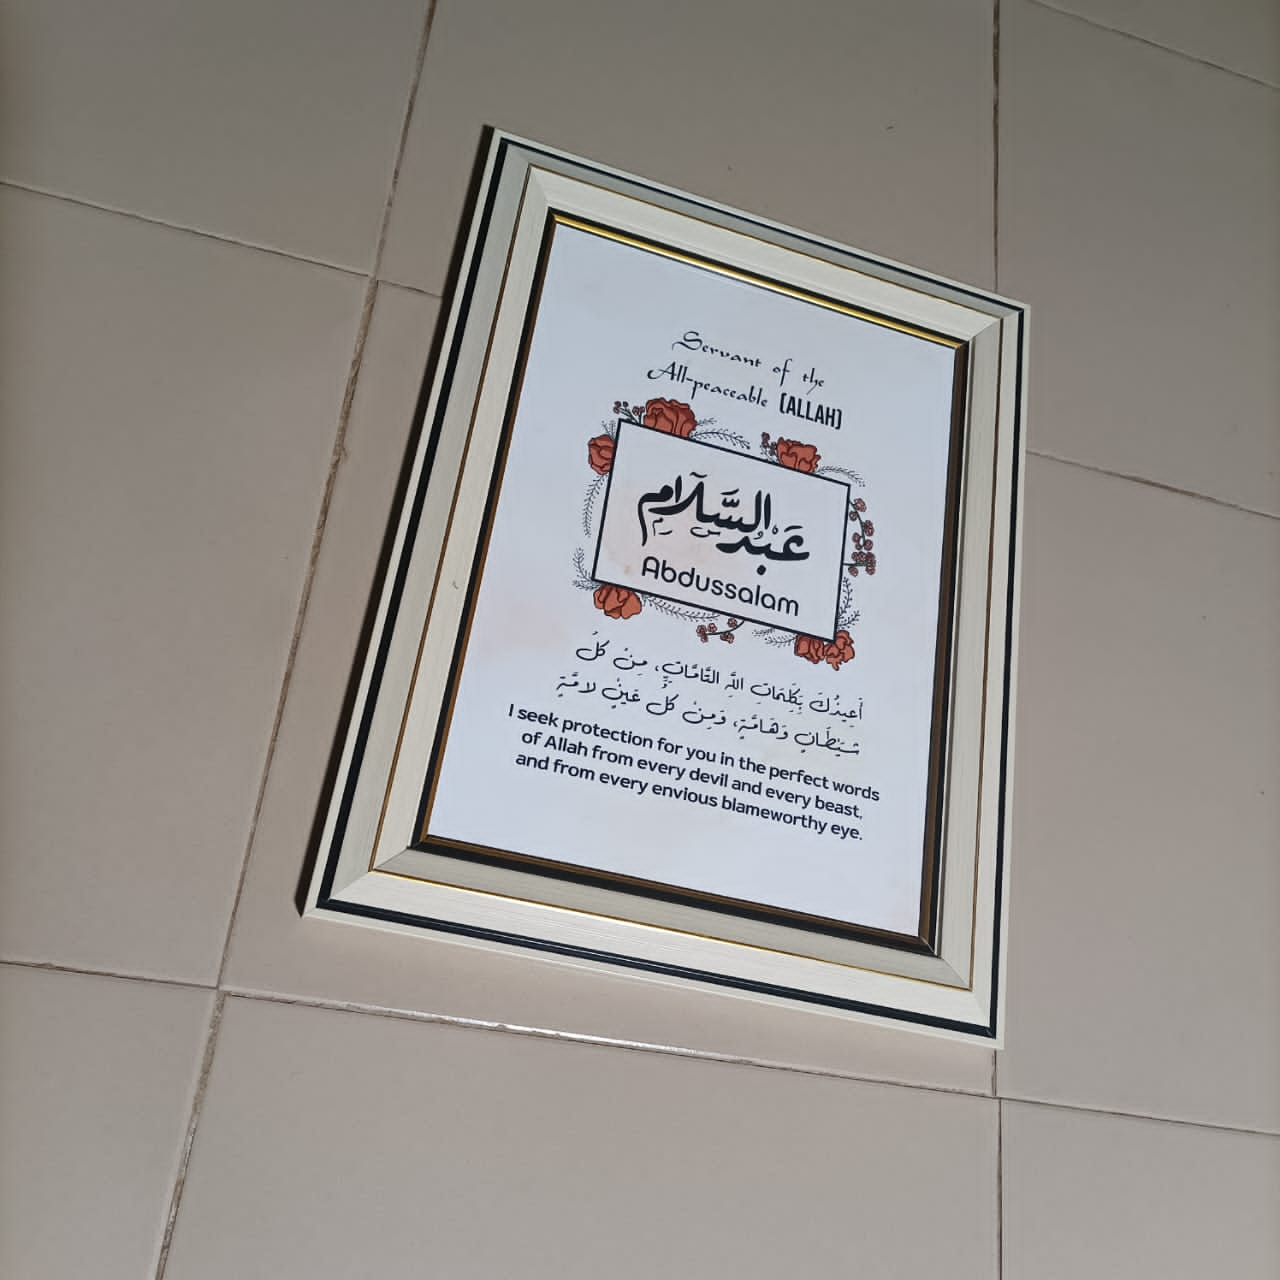 Servant of the
All-peaceable (ALLAH)
عَبْدُ السَّلَامِ
Abdussalam
أَعِيذُكَ بِكَلِمَاتِ اللَّهِ التَّامَّاتِ، مِنْ كُلِّ
شَيْطَانٍ وَهَامَّةٍ، وَمِنْ كُلِّ عَيْنٍ لامَّةٍ
I seek protection for you in the perfect words
of Allah from every devil and every beast,
and from every envious blameworthy eye.